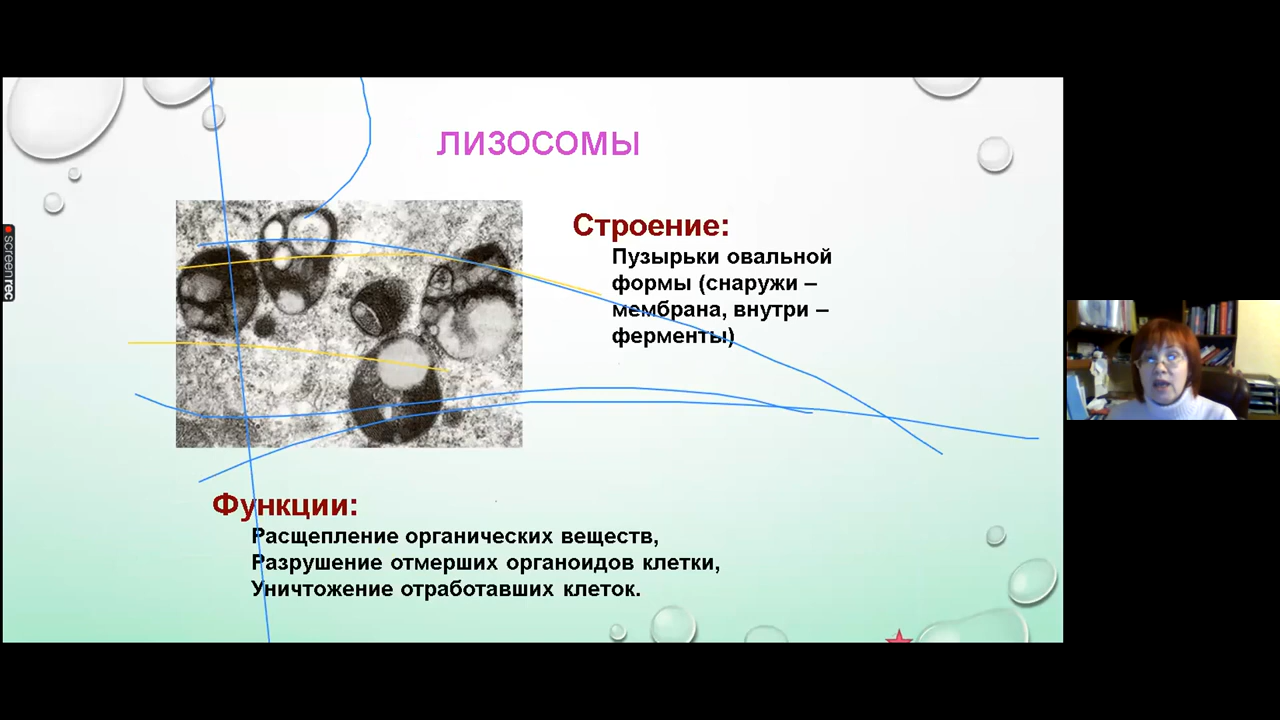 ЛИЗОСОМЫ
Строение:
Пузырьки овальной
формы (снаружи –
мембрана, внутри –
ферменты)
Функции:
Расщепление органических веществ,
Разрушение отмерших органоидов клетки,
Уничтожение отработавших клеток.
screenrec